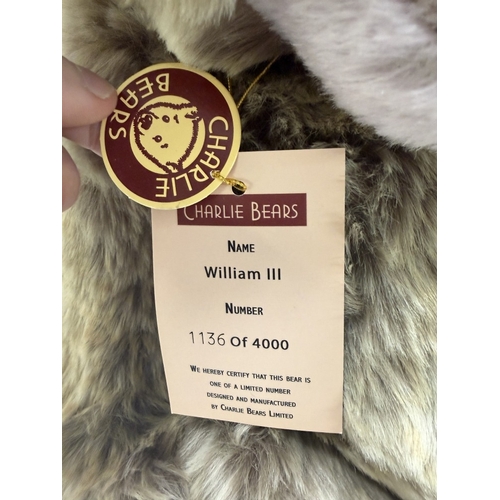 CHARLIE
BEARS
CHARLIE BEARS
NAME
William III
NUMBER
1136 Of 4000
WE HEREBY CERTIFY THAT THIS BEAR IS
ONE OF A LIMITED NUMBER
DESIGNED AND MANUFACTURED
BY CHARLIE BEARS LIMITED